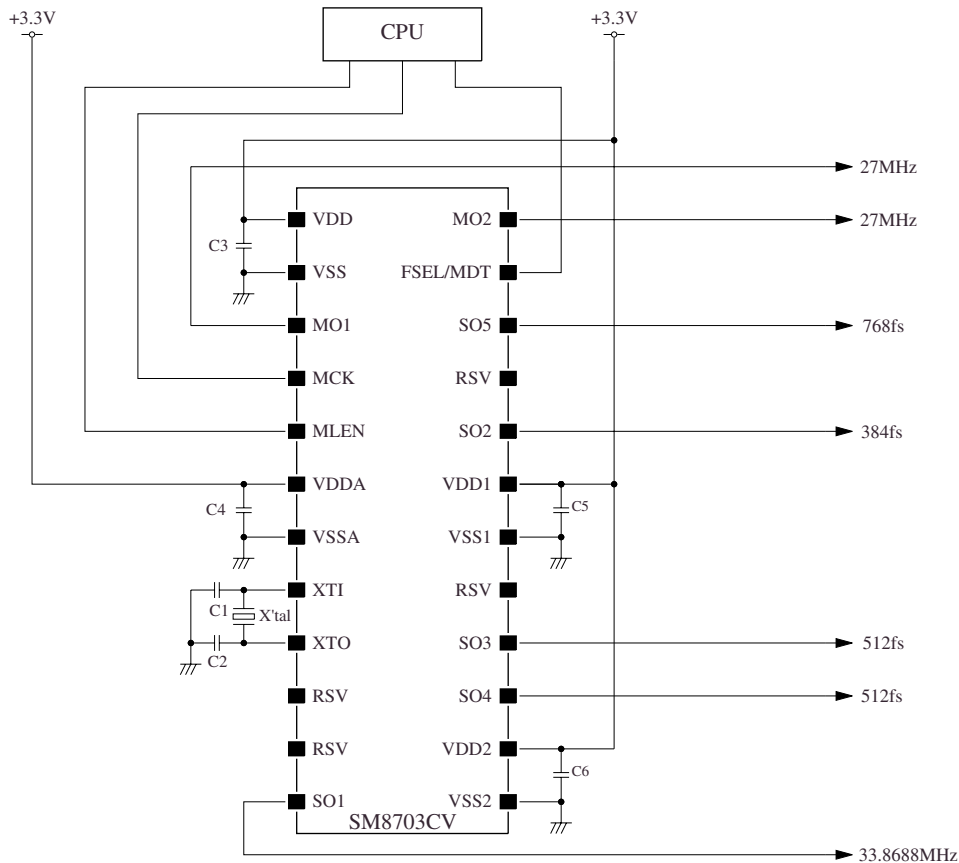 +3.3V
CPU
+3.3V
27MHz
VDD
MO2
27MHz
C3
VSS
FSEL/MDT
MO1
SO5
768fs
MCK
RSV
MLEN
SO2
384fs
VDDA
VDD1
C4
C5
VSSA
VSS1
XTI
RSV
C1
X'tal
XTO
SO3
512fs
C2
RSV
SO4
512fs
RSV
VDD2
C6
SO1
VSS2
SM8703CV
33.8688MHz